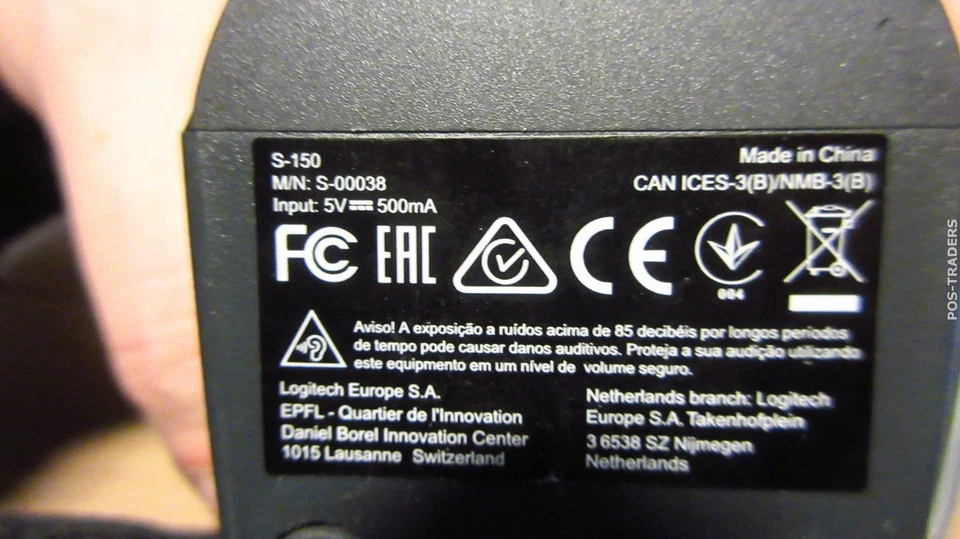 S-150
M/N: S-00038
Input: 5V 500mA
Made in China
CAN ICES-3(B)/NMB-3(B)
FC EAC CE
004
Aviso! A exposição a ruídos acima de 85 decibéis por longos periodos
de tempo pode causar danos auditivos. Proteja a sua audição utilizando
este equipamento em um nível de volume seguro.
Logitech Europe S.A.
EPFL - Quartier de l'Innovation
Daniel Borel Innovation Center
1015 Lausanne Switzerland
Netherlands branch: Logitech
Europe S.A. Takenhofplein
3 6538 SZ Nijmegen
Netherlands
POS-TRADERS